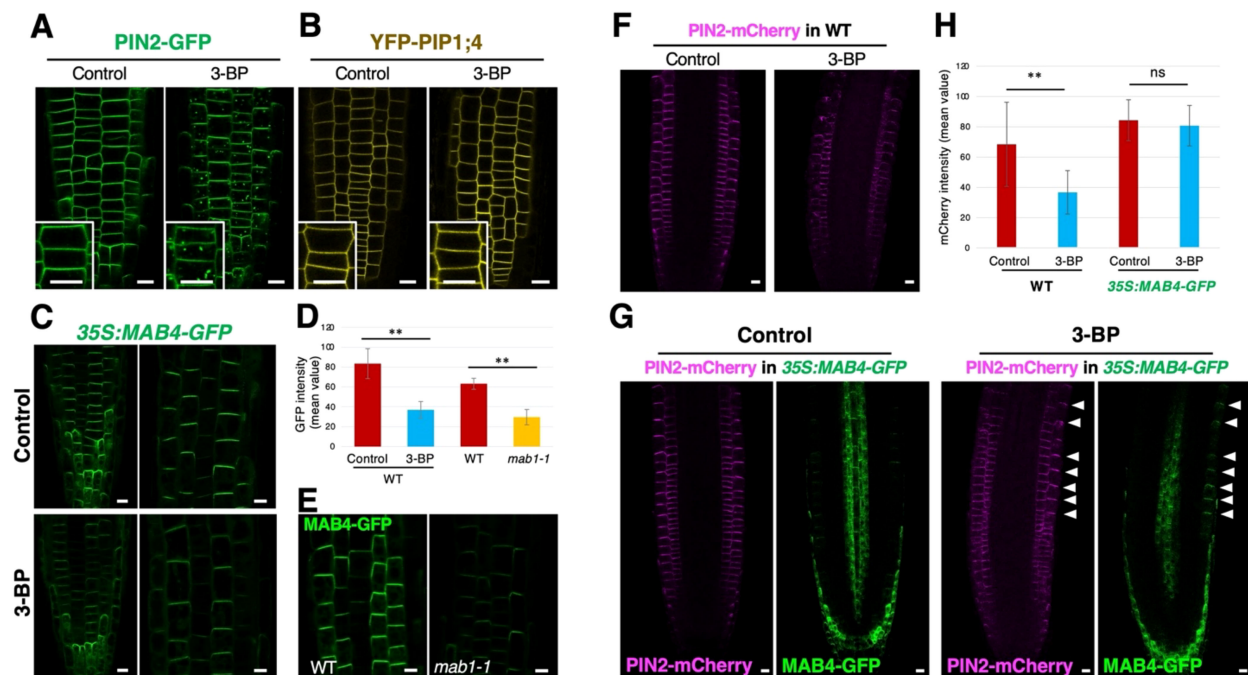 A
PIN2-GFP
Control
3-BP
B
YFP-PIP1;4
Control
3-BP
C
35S:MAB4-GFP
Control
3-BP
D
GFP intensity
(mean value)
120
100
80
60
40
20
0
**
**
Control
3-BP
WT
mab1-1
WT
E
MAB4-GFP
WT
mab1-1
F
PIN2-mCherry in WT
Control
3-BP
G
Control
3-BP
PIN2-mCherry in 35S:MAB4-GFP
PIN2-mCherry in 35S:MAB4-GFP
PIN2-mCherry
MAB4-GFP
PIN2-mCherry
MAB4-GFP
H
mCherry intensity (mean value)
120
100
80
60
40
20
0
**
ns
Control
3-BP
Control
3-BP
WT
35S:MAB4-GFP